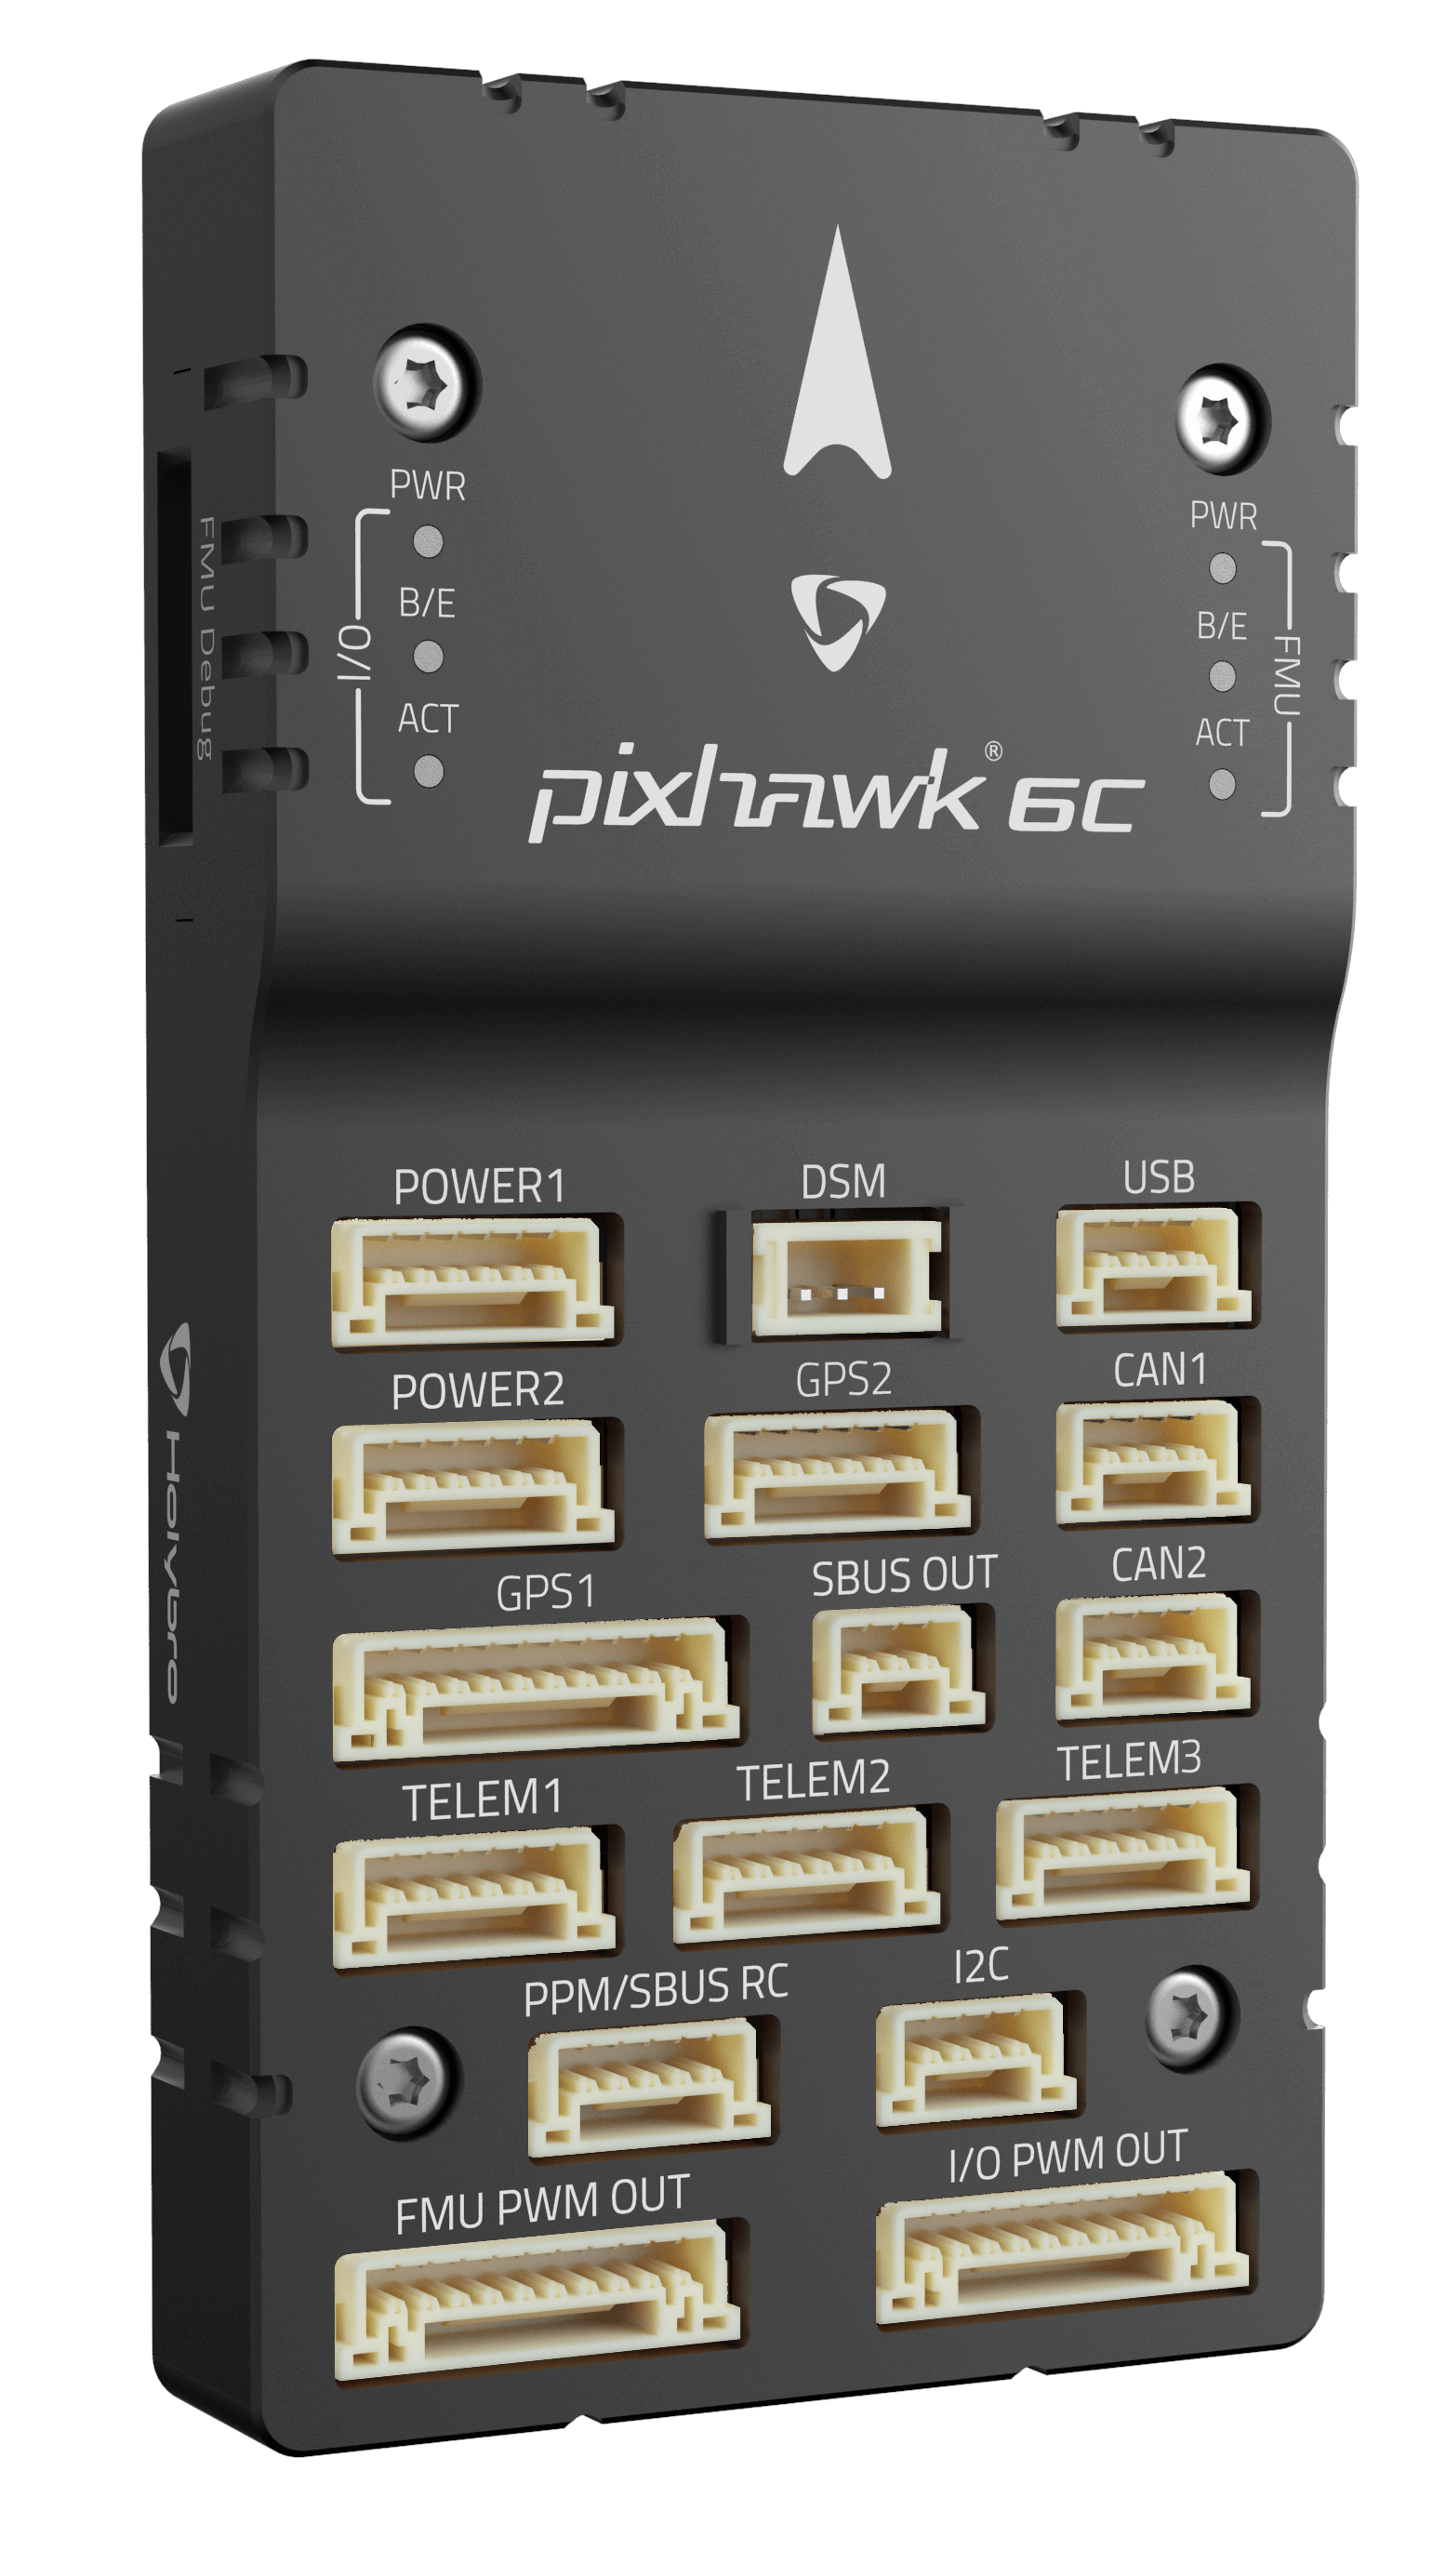 PWR
B/E
ACT
I/O
PWR
B/E
ACT
FMU
FMU Debug
pixhawk® 6C
POWER1
DSM
USB
POWER2
GPS2
CAN1
GPS1
SBUS OUT
CAN2
TELEM1
TELEM2
TELEM3
PPM/SBUS RC
I2C
FMU PWM OUT
I/O PWM OUT
Holybro